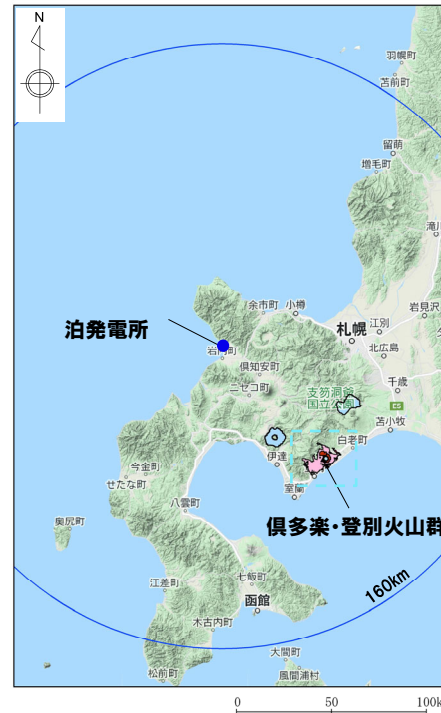 N
羽幌町
苫前町
留萌
増毛町
滝川
余市町
小樽
岩見沢
札幌
江別
泊発電所
北広島
岩内町
倶知安町
千歳
ニセコ町
支笏洞爺
国立公園
苫小牧
白老町
伊達
今金町
室蘭
せたな町
八雲町
倶多楽・登別火山群
奥尻町
160km
七飯町
江差町
函館
木古内町
大間町
松前町
風間浦村
0
50
100k